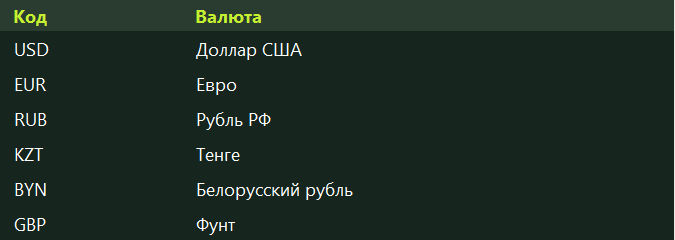 Код Валюта
USD Доллар США
EUR Евро
RUB Рубль РФ
KZT Тенге
BYN Белорусский рубль
GBP Фунт